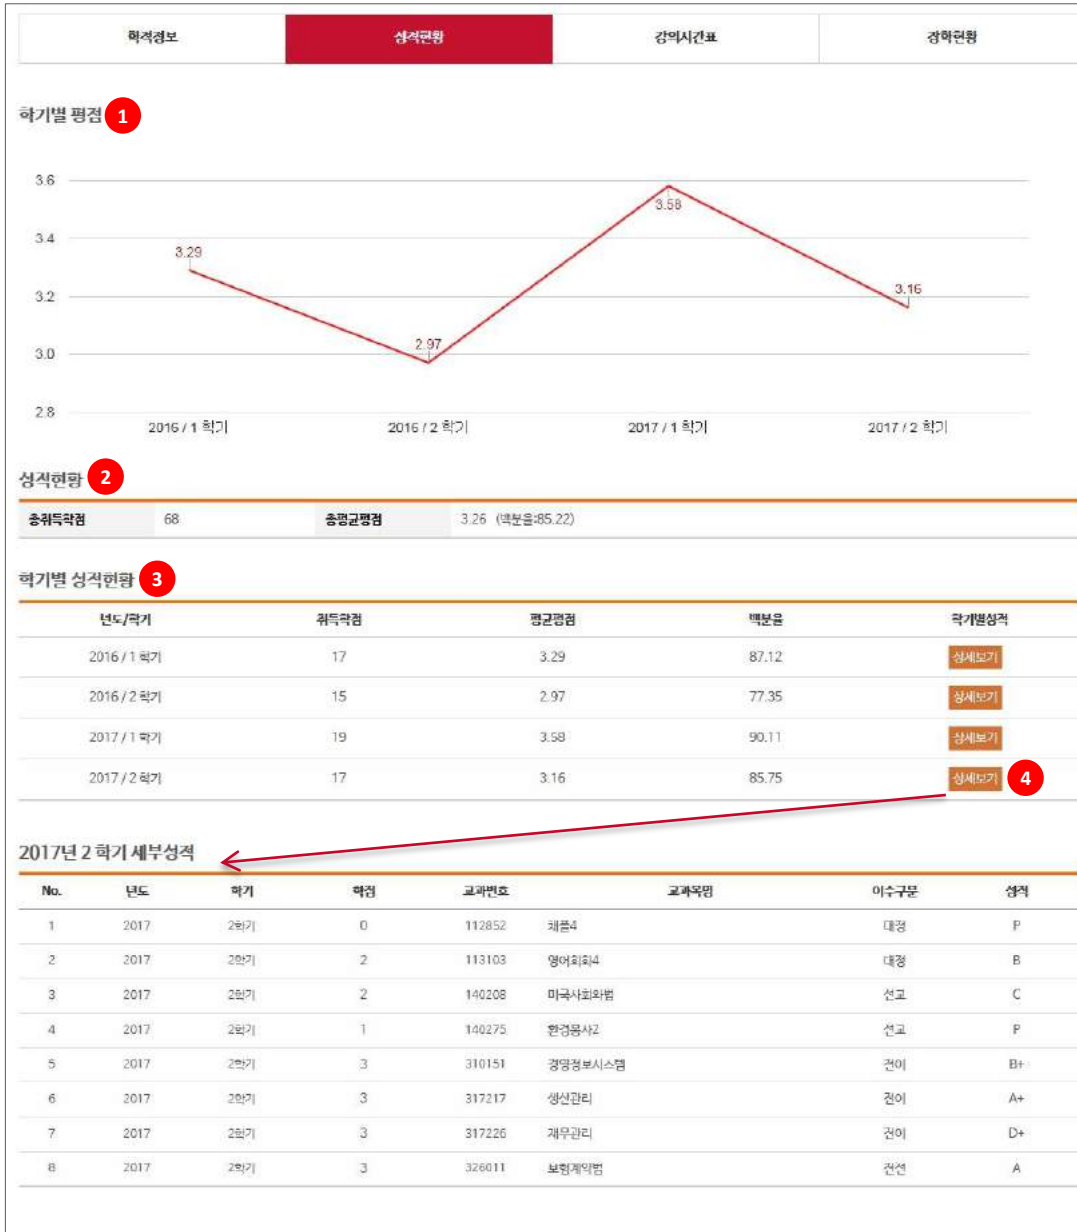 학적정보 성적현황 강의시간표 장학현황
학기별 평점 1
3.6
3.58
3.4
3.29
3.2
3.16
3.0
2.97
2.8
2016 / 1 학기 2016 / 2 학기 2017 / 1 학기 2017 / 2 학기
성적현황 2
총취득학점 68 총평균평점 3.26 (백분율:85.22)
학기별 성적현황 3
년도/학기 취득학점 평균평점 백분율 학기별성적
2016 / 1 학기 17 3.29 87.12 상세보기
2016 / 2 학기 15 2.97 77.35 상세보기
2017 / 1 학기 19 3.58 90.11 상세보기
2017 / 2 학기 17 3.16 85.75 상세보기 4
2017년 2 학기 세부성적
No. 년도 학기 학점 교과번호 교과목명 이수구분 성적
1 2017 2학기 0 112852 채플4 대정 P
2 2017 2학기 2 113103 영어회화4 대정 B
3 2017 2학기 2 140208 미국사회와법 선교 C
4 2017 2학기 1 140275 환경봉사2 선교 P
5 2017 2학기 3 310151 경영정보시스템 전이 B+
6 2017 2학기 3 317217 생산관리 전이 A+
7 2017 2학기 3 317226 재무관리 전이 D+
8 2017 2학기 3 326011 보험계약법 전선 A